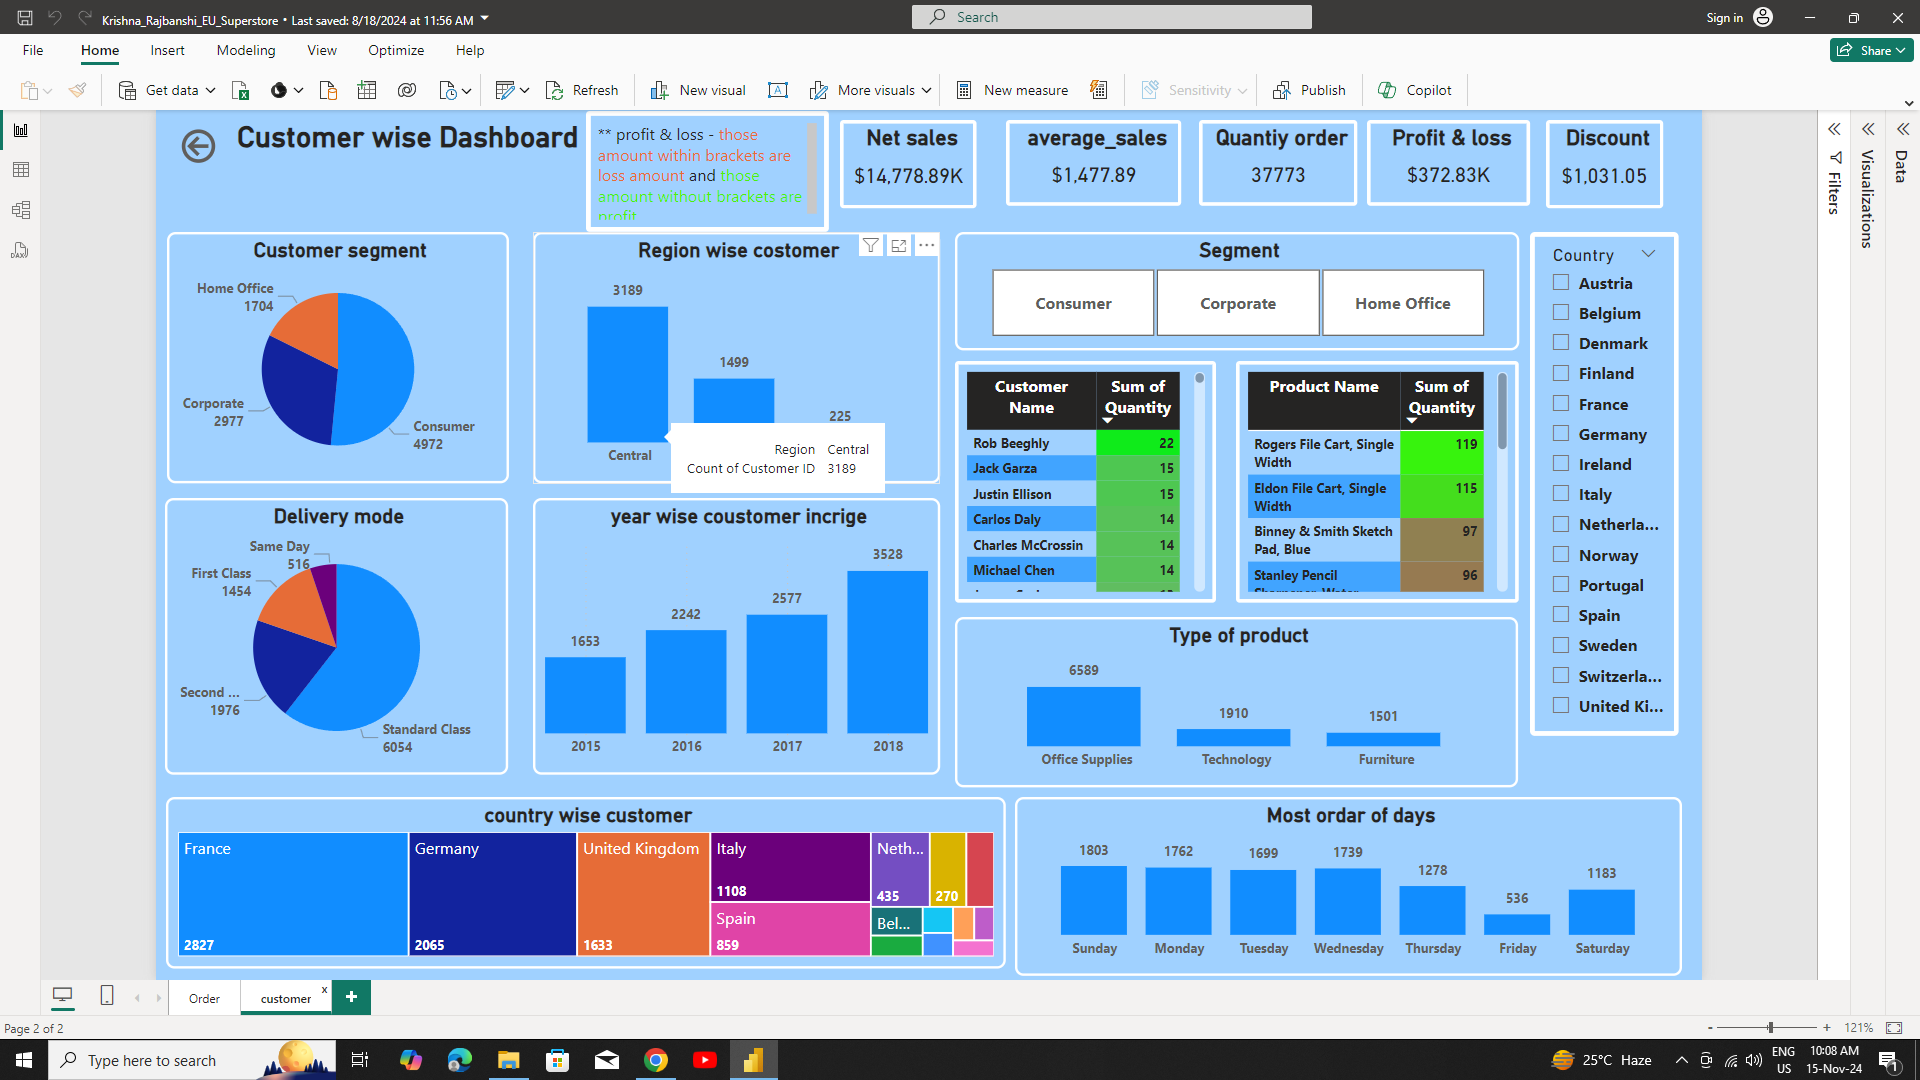 Krishna_Rajbanshi_EU_Superstore • Last saved: 8/18/2024 at 11:56 AM
Search
Sign in
File
Home
Insert
Modeling
View
Optimize
Help
Share
Get data
Refresh
New visual
More visuals
New measure
Sensitivity
Publish
Copilot
Customer wise Dashboard
** profit & loss - those
amount within brackets are
loss amount and those
amount without brackets are
profit
Net sales
$14,778.89K
average_sales
$1,477.89
Quantiy order
37773
Profit & loss
$372.83K
Discount
$1,031.05
Filters
Visualizations
Data
Customer segment
Home Office
1704
Corporate
2977
Consumer
4972
Region wise costomer
3189
1499
225
Central
Region Central
Count of Customer ID 3189
Segment
Consumer
Corporate
Home Office
Country
Austria
Belgium
Denmark
Finland
France
Germany
Ireland
Italy
Netherla...
Norway
Portugal
Spain
Sweden
Switzerla...
United Ki...
Customer
Name
Sum of
Quantity
Rob Beeghly 22
Jack Garza 15
Justin Ellison 15
Carlos Daly 14
Charles McCrossin 14
Michael Chen 14
Product Name
Sum of
Quantity
Rogers File Cart, Single 119
Width
Eldon File Cart, Single 115
Width
Binney & Smith Sketch 97
Pad, Blue
Stanley Pencil 96
Delivery mode
Same Day
516
First Class
1454
Second ...
1976
Standard Class
6054
year wise coustomer incrige
1653
2242
2577
3528
2015
2016
2017
2018
Type of product
6589
1910
1501
Office Supplies
Technology
Furniture
country wise customer
France
2827
Germany
2065
United Kingdom
1633
Italy
1108
Spain
859
Neth...
435
270
Bel...
Most ordar of days
1803
1762
1699
1739
1278
536
1183
Sunday
Monday
Tuesday
Wednesday
Thursday
Friday
Saturday
Order
customer
x
Page 2 of 2
- + 121%
Type here to search
25°C Haze
ENG
US
10:08 AM
15-Nov-24
1